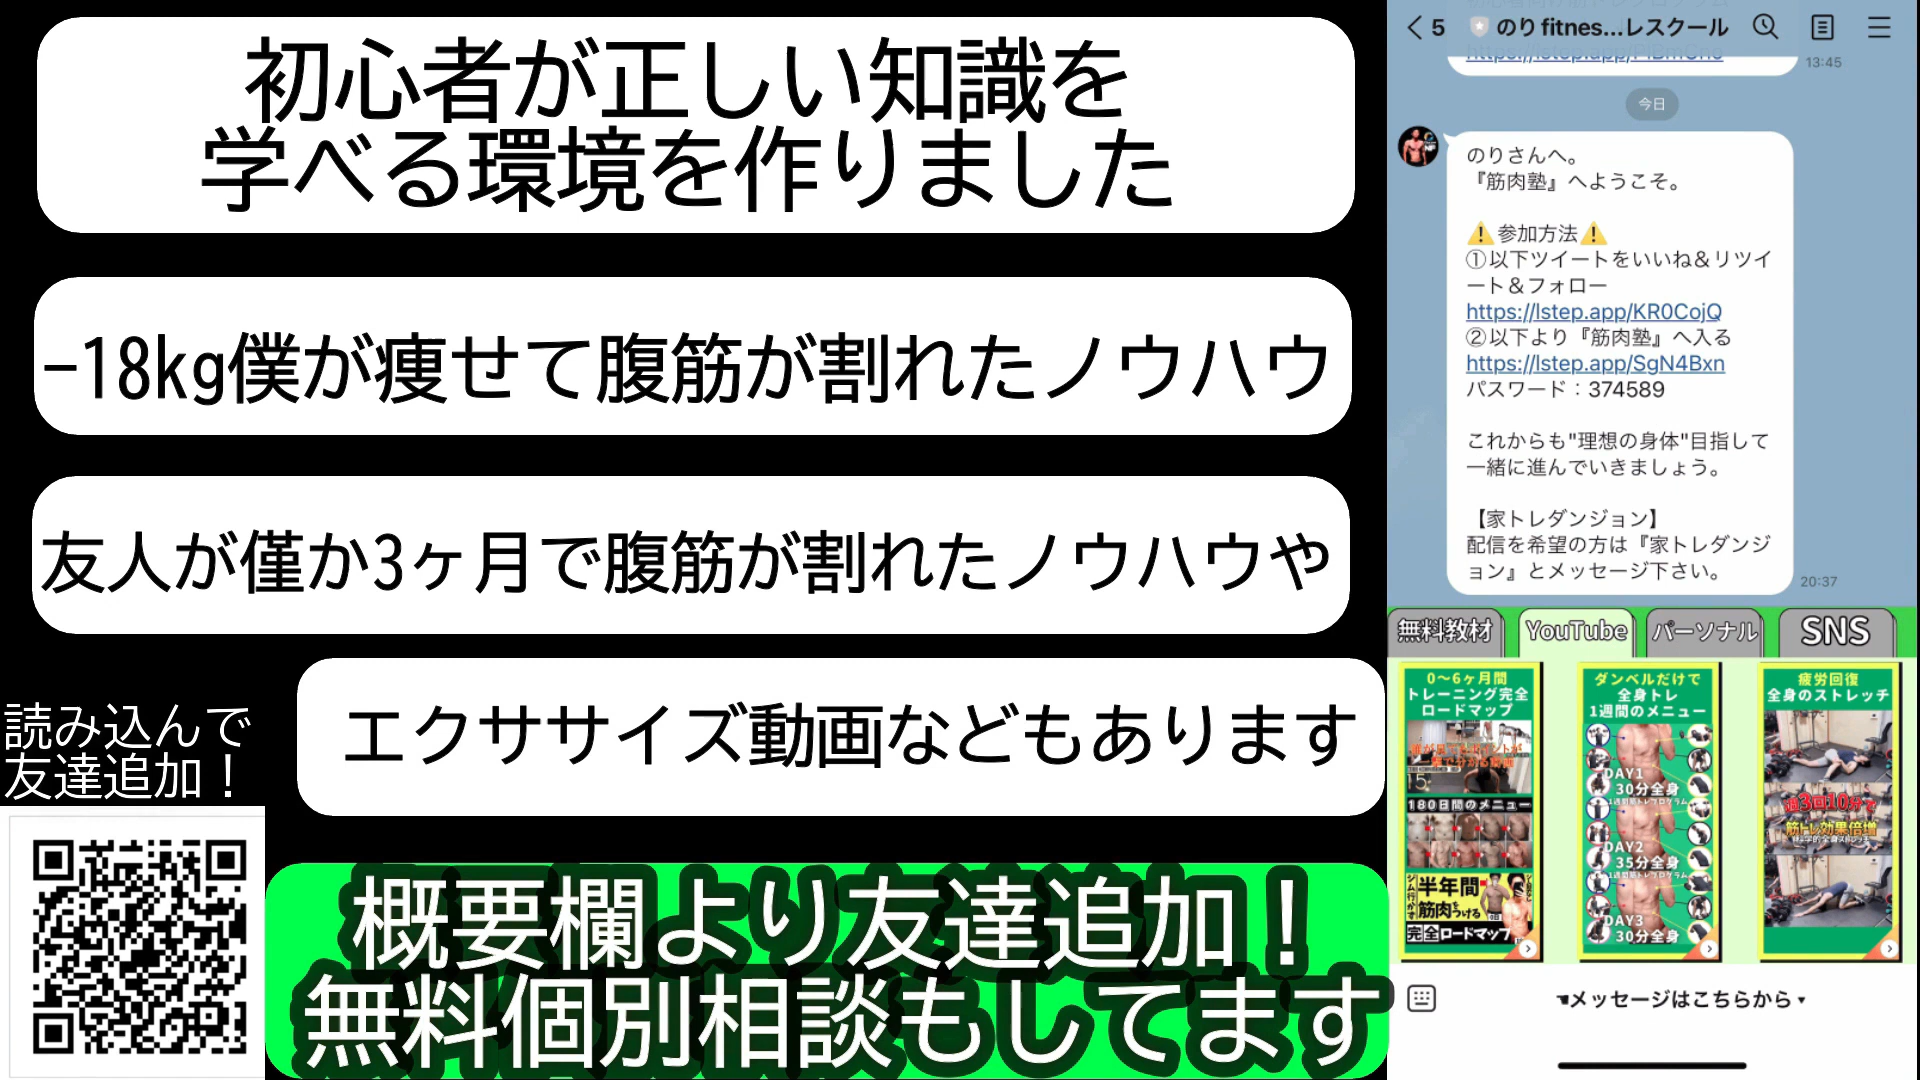 初心者が正しい知識を
学べる環境を作りました
-18kg僕が痩せて腹筋が割れたノウハウ
友人が僅か3ヶ月で腹筋が割れたノウハウや
エクササイズ動画などもあります
読み込んで
友達追加！
概要欄より友達追加！
無料個別相談もしてます
5
のり fitnes...レスクール
13:45
今日
のりさんへ。
『筋肉塾』へようこそ。
⚠️参加方法⚠️
①以下ツイートをいいね＆リツイ
ート＆フォロー
https://lstep.app/KR0CojQ
②以下より『筋肉塾』へ入る
https://lstep.app/SgN4Bxn
パスワード：374589
これからも"理想の身体"目指して
一緒に進んでいきましょう。
【家トレダンジョン】
配信を希望の方は『家トレダンジ
ョン』とメッセージ下さい。
20:37
無料教材
YouTube
パーソナル
SNS
0〜6ヶ月間
トレーニング完全
ロードマップ
180日間のメニュー
半年間
筋肉をつける
完全ロードマップ
ダンベルだけで
全身トレ
1週間のメニュー
DAY1
30分全身
DAY2
35分全身
DAY3
30分全身
疲労回復
全身のストレッチ
週3回10分で
筋トレ効果倍増
☚メッセージはこちらから ▾